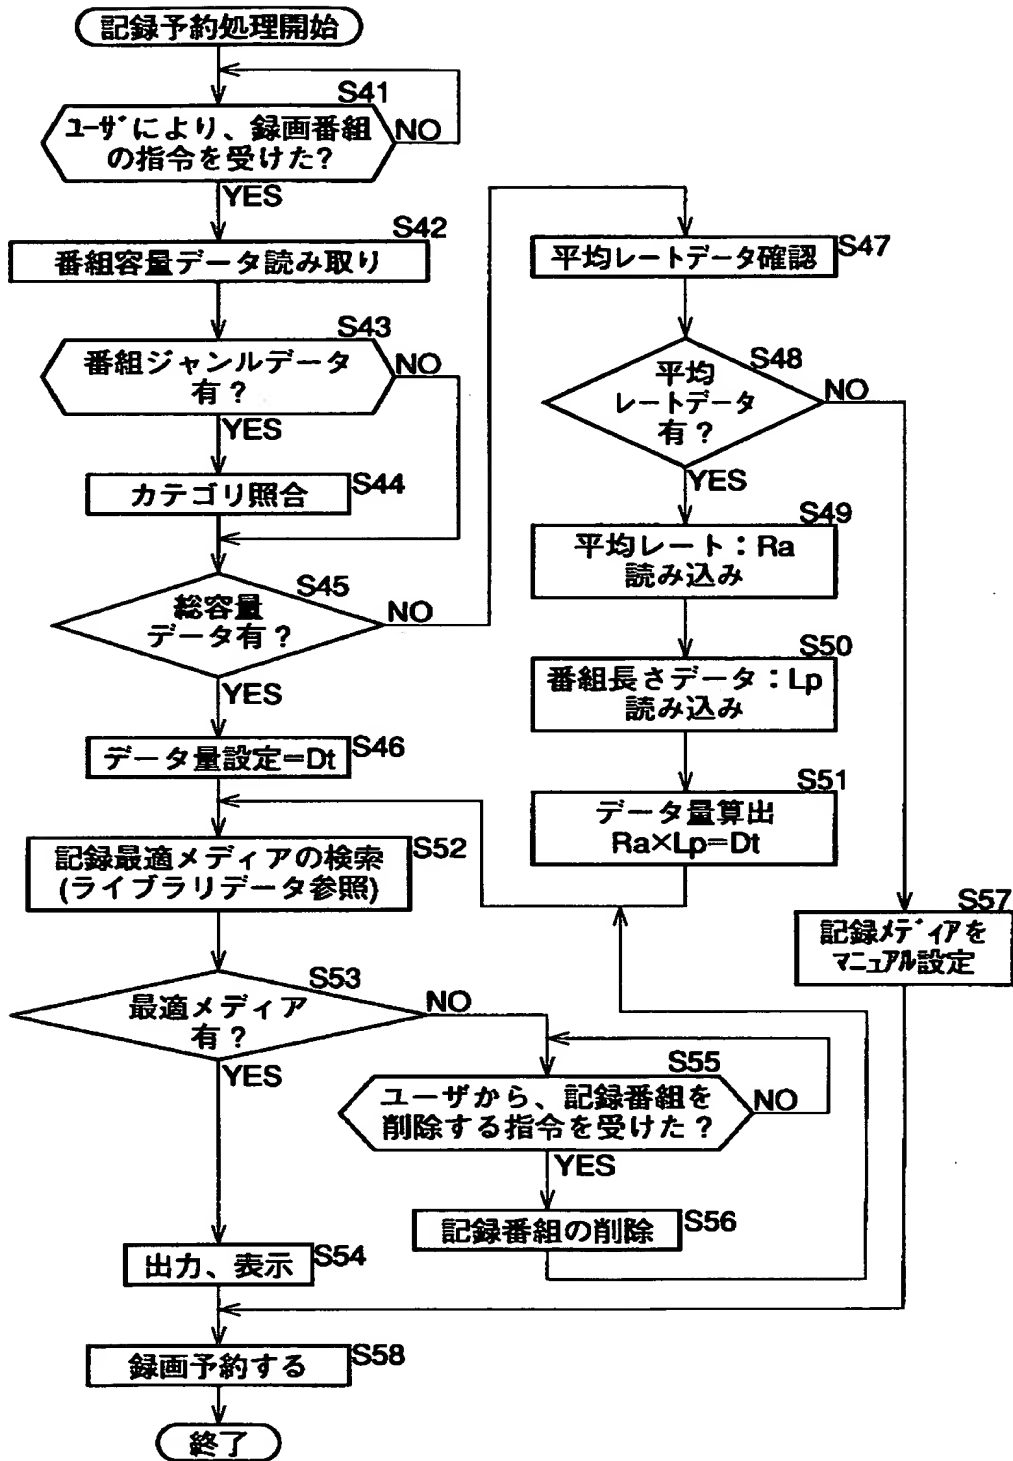 記録予約処理開始
S41
ユーザにより、録画番組
の指令を受けた?
NO
YES
S42
番組容量データ読み取り
S43
番組ジャンルデータ
有?
NO
YES
カテゴリ照合
S44
S45
総容量
データ有?
NO
YES
データ量設定=Dt
S46
S47
平均レートデータ確認
S48
平均
レートデータ
有?
NO
YES
S49
平均レート:Ra
読み込み
S50
番組長さデータ:Lp
読み込み
S51
データ量算出
Ra×Lp=Dt
記録最適メディアの検索
(ライブラリデータ参照)
S52
S57
記録メディアを
マニュアル設定
S53
最適メディア
有?
NO
YES
S55
ユーザから、記録番組を
削除する指令を受けた?
NO
YES
記録番組の削除
S56
出力、表示
S54
録画予約する
S58
終了